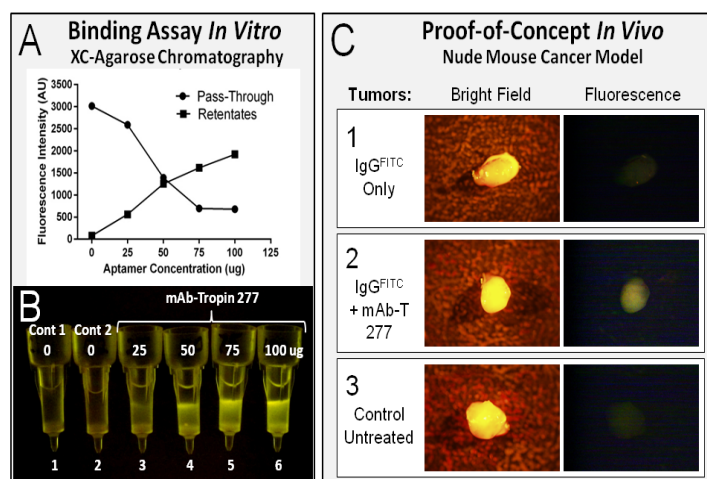 A
Binding Assay In Vitro
XC-Agarose Chromatography
Fluorescence Intensity (AU)
3500
3000
2500
2000
1500
1000
500
0
Pass-Through
Retentates
0 25 50 75 100 125
Aptamer Concentration (ug)
B
mAb-Tropin 277
Cont 1 Cont 2
0 0 25 50 75 100 ug
1 2 3 4 5 6
C
Proof-of-Concept In Vivo
Nude Mouse Cancer Model
Tumors: Bright Field Fluorescence
1
IgGFITC
Only
2
IgGFITC
+ mAb-T
277
3
Control
Untreated